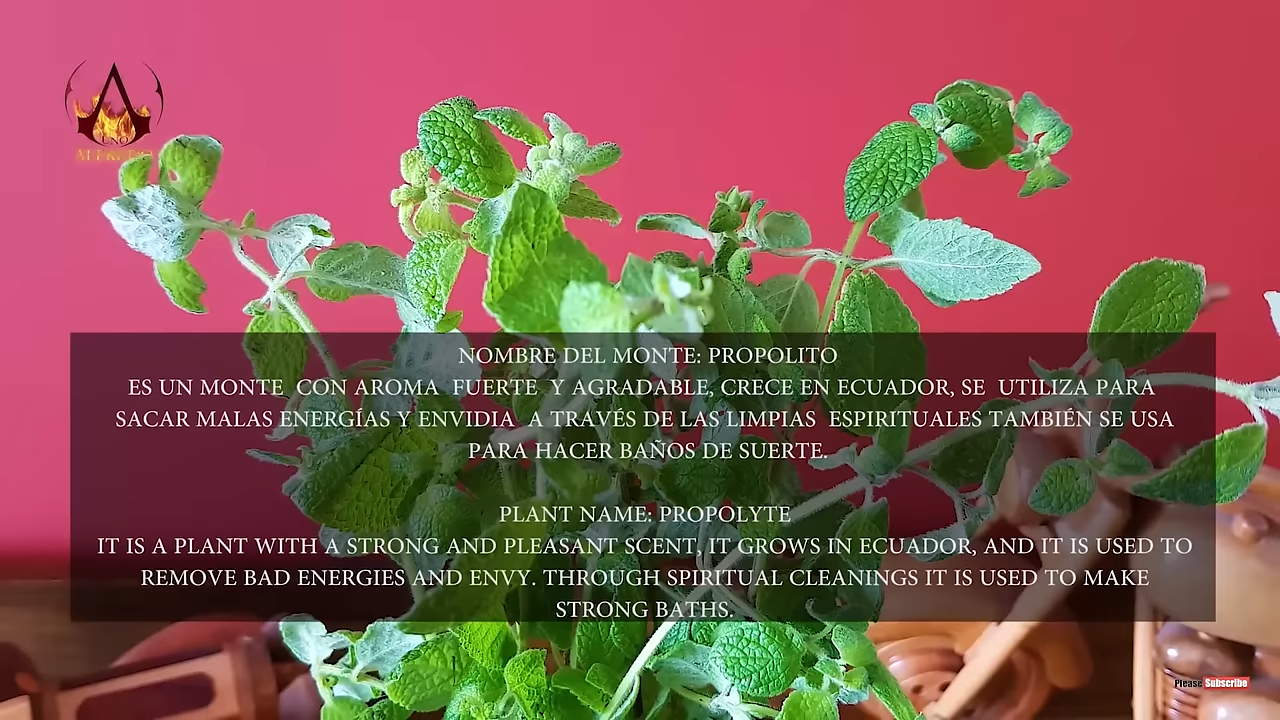 UNO
NOMBRE DEL MONTE: PROPOLITO
ES UN MONTE CON AROMA FUERTE Y AGRADABLE, CRECE EN ECUADOR, SE UTILIZA PARA
SACAR MALAS ENERGÍAS Y ENVIDIA A TRAVÉS DE LAS LIMPIAS ESPIRITUALES TAMBIÉN SE USA
PARA HACER BAÑOS DE SUERTE.
PLANT NAME: PROPOLYTE
IT IS A PLANT WITH A STRONG AND PLEASANT SCENT, IT GROWS IN ECUADOR, AND IT IS USED TO
REMOVE BAD ENERGIES AND ENVY. THROUGH SPIRITUAL CLEANINGS IT IS USED TO MAKE
STRONG BATHS.
Please Subscribe